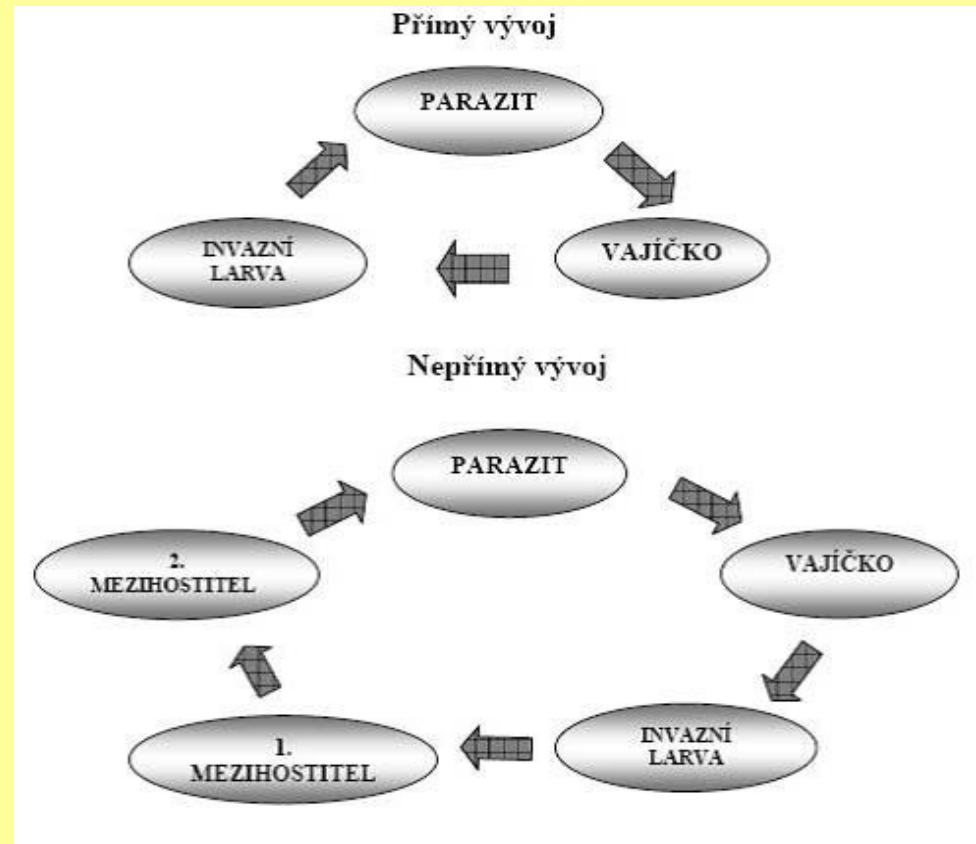 Přímý vývoj
PARAZIT
INVAZNÍ
LARVA
VAJÍČKO
Nepřímý vývoj
PARAZIT
2.
MEZIHOSTITEL
VAJÍČKO
1.
MEZIHOSTITEL
INVAZNÍ
LARVA